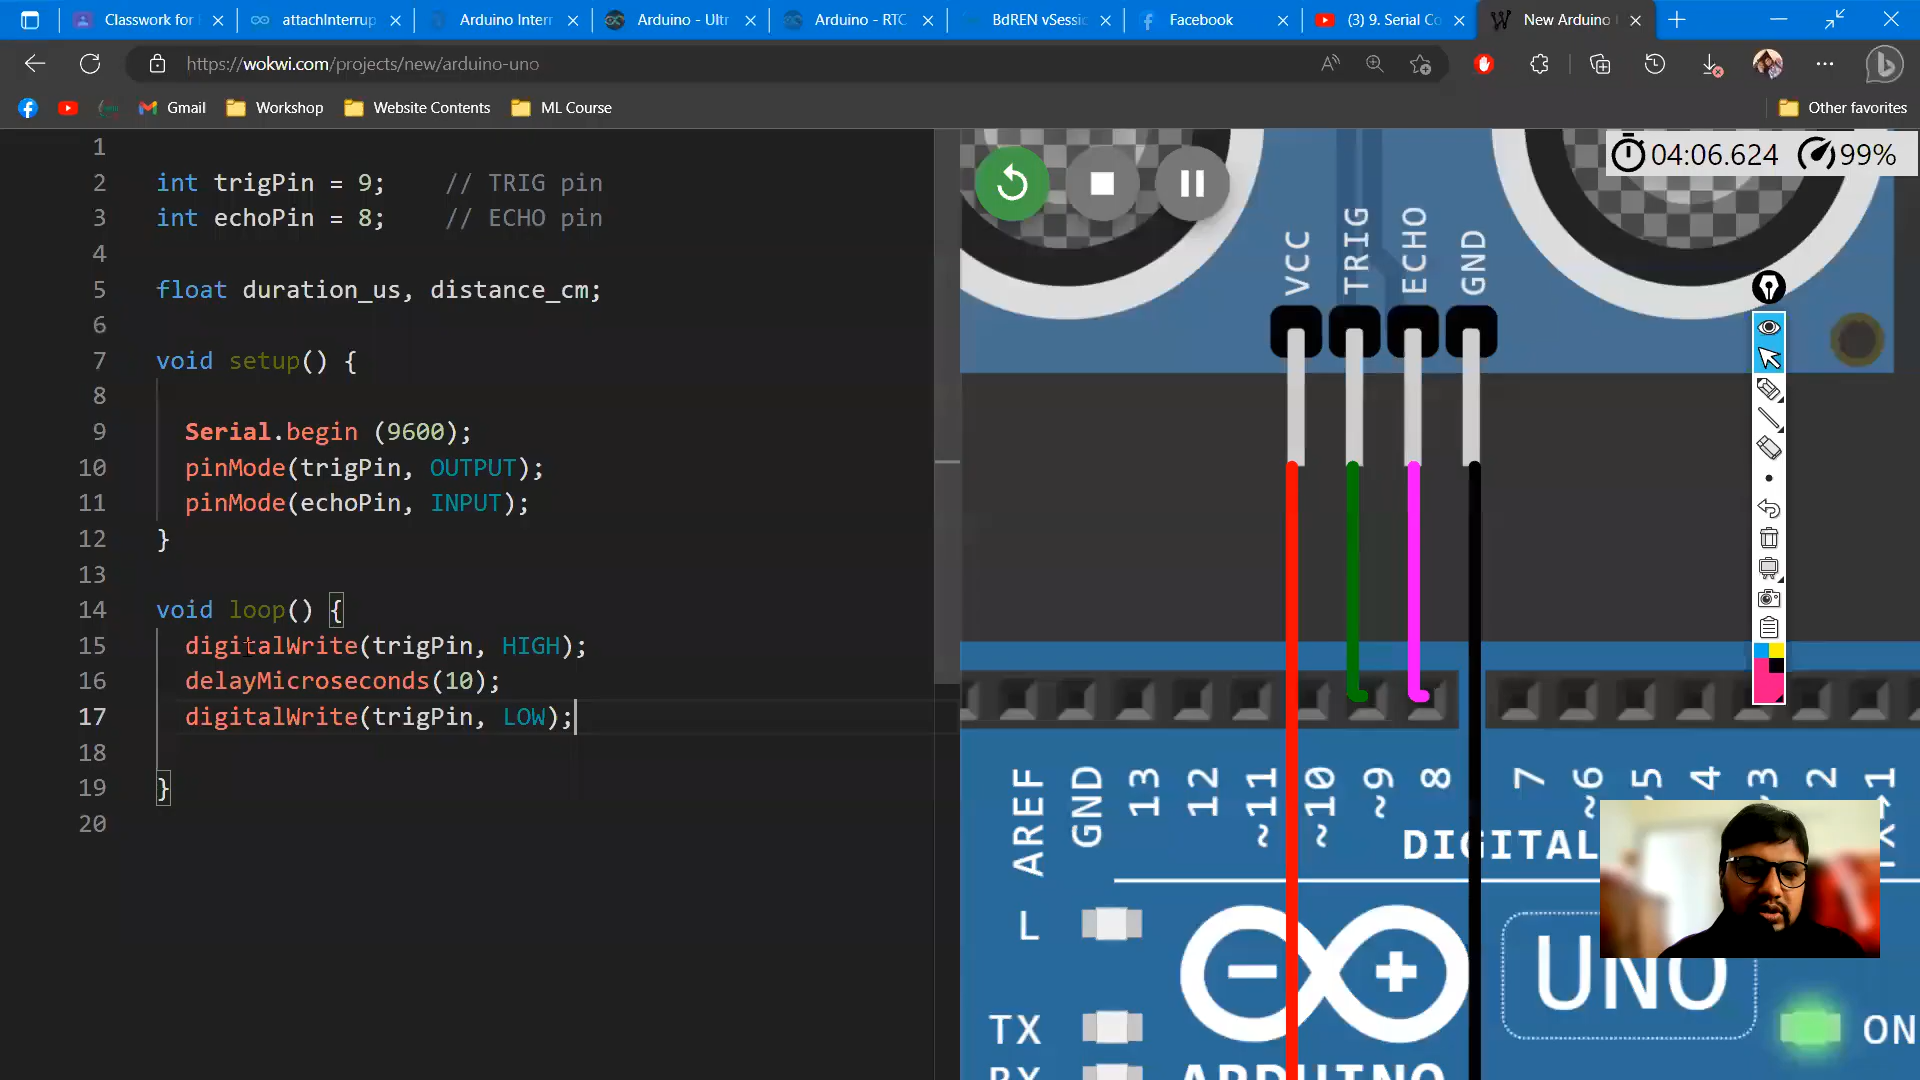 Classwork for
attachInterrup
Arduino Interr
Arduino - Ultr
Arduino - RTC
BdREN vSessi
Facebook
(3) 9. Serial Co
New Arduino
https://wokwi.com/projects/new/arduino-uno
Gmail
Workshop
Website Contents
ML Course
Other favorites
1
2 int trigPin = 9;    // TRIG pin
3 int echoPin = 8;    // ECHO pin
4
5 float duration_us, distance_cm;
6
7 void setup() {
8
9 Serial.begin (9600);
10 pinMode(trigPin, OUTPUT);
11 pinMode(echoPin, INPUT);
12 }
13
14 void loop() {
15 digitalWrite(trigPin, HIGH);
16 delayMicroseconds(10);
17 digitalWrite(trigPin, LOW);
18
19 }
20
04:06.624 99%
VCC
TRIG
ECHO
GND
AREF
GND
13
12
~11
~10
~9
8
7
~6
~5
4
~3
2
1
DIGITAL
L
TX
RX
UNO
ON
ARDUINO